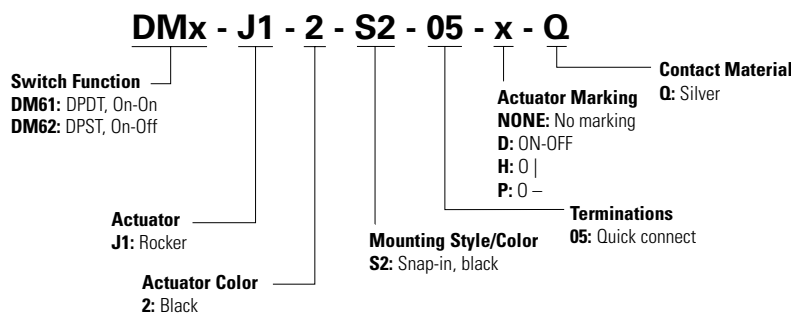 DMx - J1 - 2 - S2 - 05 - x - Q
Switch Function
DM61: DPDT, On-On
DM62: DPST, On-Off
Contact Material
Q: Silver
Actuator Marking
NONE: No marking
D: ON-OFF
H: O |
P: O –
Actuator
J1: Rocker
Terminations
05: Quick connect
Mounting Style/Color
S2: Snap-in, black
Actuator Color
2: Black